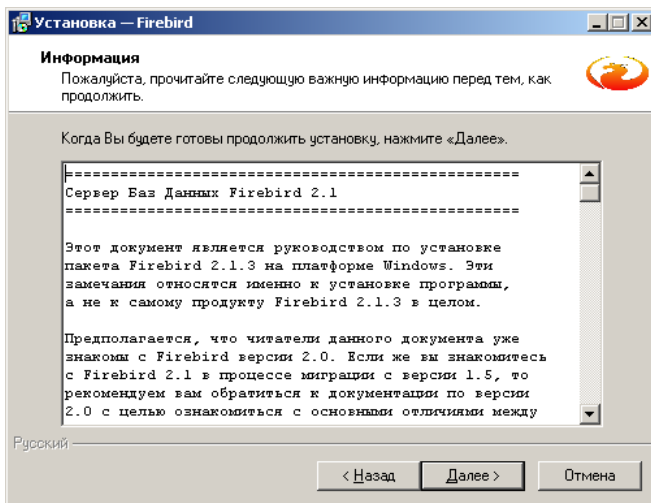 Установка — Firebird
Информация
Пожалуйста, прочитайте следующую важную информацию перед тем, как
продолжить.
Когда Вы будете готовы продолжить установку, нажмите «Далее».
==================================================
Сервер Баз Данных Firebird 2.1
==================================================
Этот документ является руководством по установке
пакета Firebird 2.1.3 на платформе Windows. Эти
замечания относятся именно к установке программы,
а не к самому продукту Firebird 2.1.3 в целом.
Предполагается, что читатели данного документа уже
знакомы с Firebird версии 2.0. Если же вы знакомитесь
с Firebird 2.1 в процессе миграции с версии 1.5, то
рекомендуем вам обратиться к документации по версии
2.0 с целью ознакомиться с основными отличиями между
Русский
< Назад
Далее >
Отмена